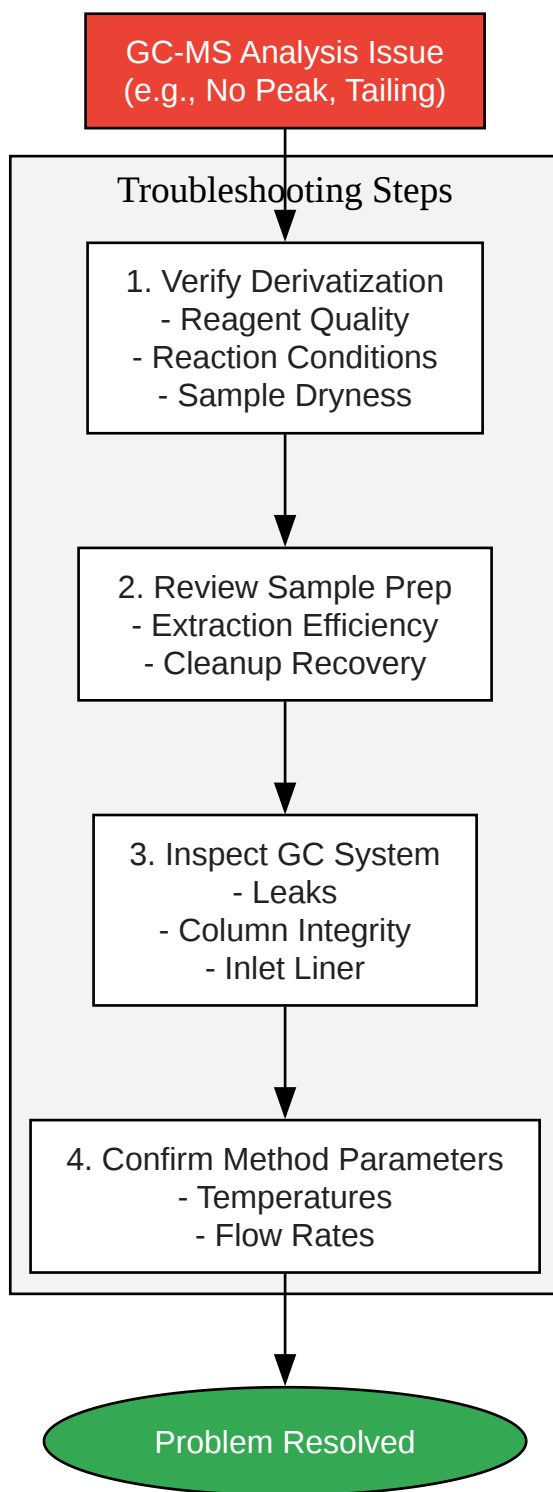 GC-MS Analysis Issue
(e.g., No Peak, Tailing)
Troubleshooting Steps
1. Verify Derivatization
- Reagent Quality
- Reaction Conditions
- Sample Dryness
2. Review Sample Prep
- Extraction Efficiency
- Cleanup Recovery
3. Inspect GC System
- Leaks
- Column Integrity
- Inlet Liner
4. Confirm Method Parameters
- Temperatures
- Flow Rates
Problem Resolved